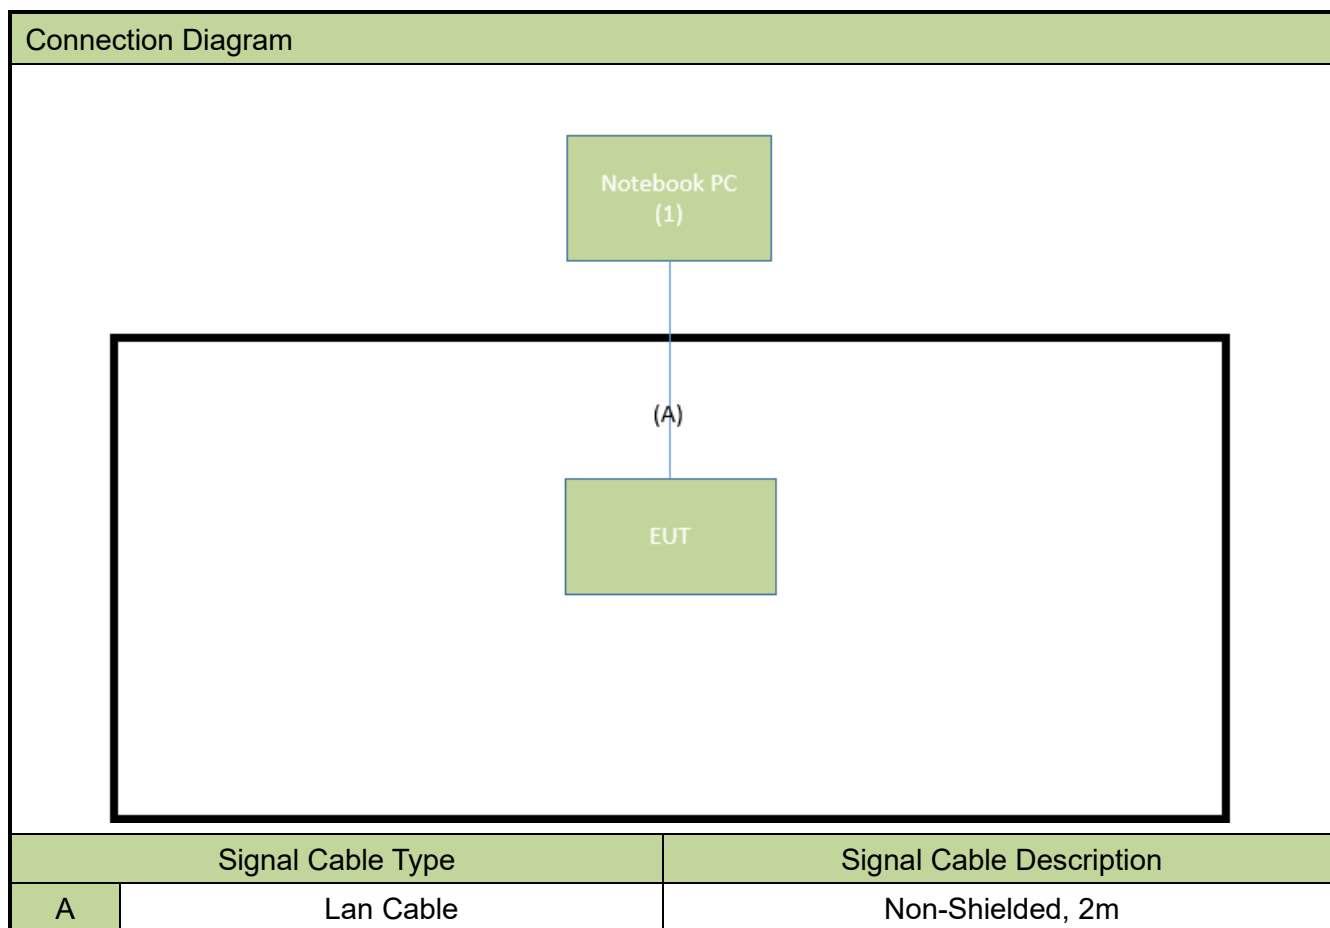 Connection Diagram
Notebook PC
(1)
(A)
EUT
Signal Cable Type Signal Cable Description
A Lan Cable Non-Shielded, 2m